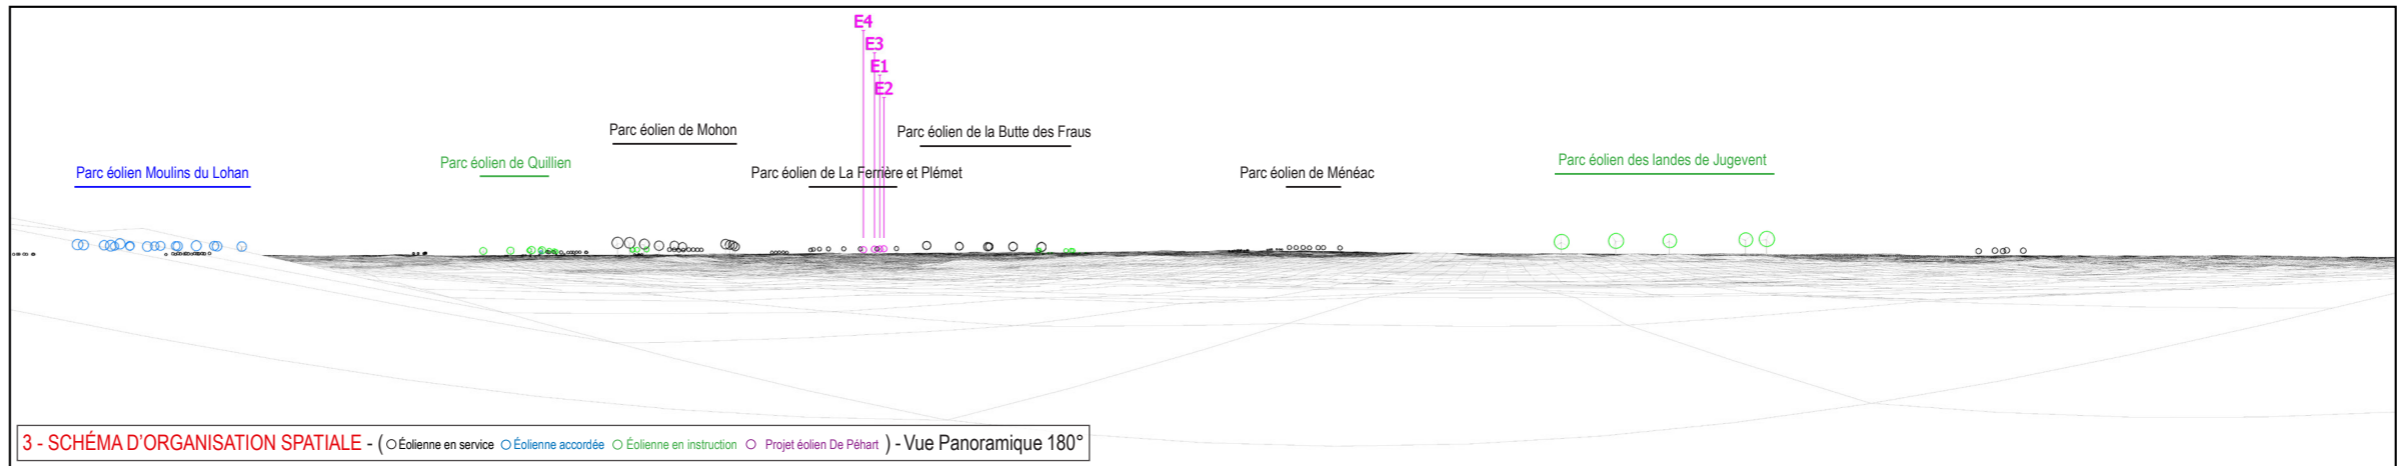 E4
E3
E1
E2
Parc éolien de Mohon
Parc éolien de la Butte des Fraus
Parc éolien de Quillien
Parc éolien des landes de Jugevent
Parc éolien Moulins du Lohan
Parc éolien de La Ferrière et Plémet
Parc éolien de Ménéac
3 - SCHÉMA D'ORGANISATION SPATIALE - ( Éolienne en service Éolienne accordée Éolienne en instruction Projet éolien De Péhart ) - Vue Panoramique 180°